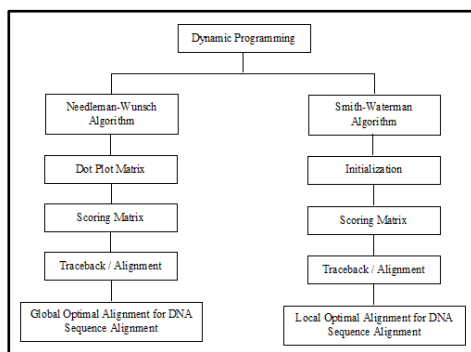 Dynamic Programming
Needleman-Wunsch
Algorithm
Dot Plot Matrix
Scoring Matrix
Traceback / Alignment
Global Optimal Alignment for DNA
Sequence Alignment
Smith-Waterman
Algorithm
Initialization
Scoring Matrix
Traceback / Alignment
Local Optimal Alignment for DNA
Sequence Alignment